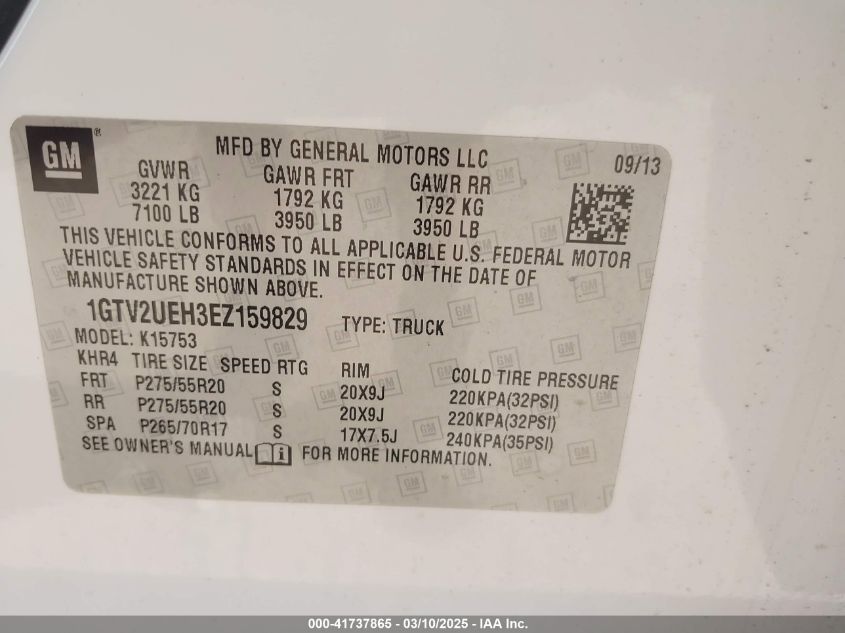 GM ®
MFD BY GENERAL MOTORS LLC 09/13
GVWR GAWR FRT GAWR RR
3221 KG 1792 KG 1792 KG
7100 LB 3950 LB 3950 LB
THIS VEHICLE CONFORMS TO ALL APPLICABLE U.S. FEDERAL MOTOR
VEHICLE SAFETY STANDARDS IN EFFECT ON THE DATE OF
MANUFACTURE SHOWN ABOVE.
1GTV2UEH3EZ159829 TYPE: TRUCK
MODEL: K15753
KHR4 TIRE SIZE SPEED RTG RIM COLD TIRE PRESSURE
FRT P275/55R20 S 20X9J 220KPA(32PSI)
RR P275/55R20 S 20X9J 220KPA(32PSI)
SPA P265/70R17 S 17X7.5J 240KPA(35PSI)
SEE OWNER'S MANUAL i FOR MORE INFORMATION.
000-41737865 - 03/10/2025 - IAA Inc.